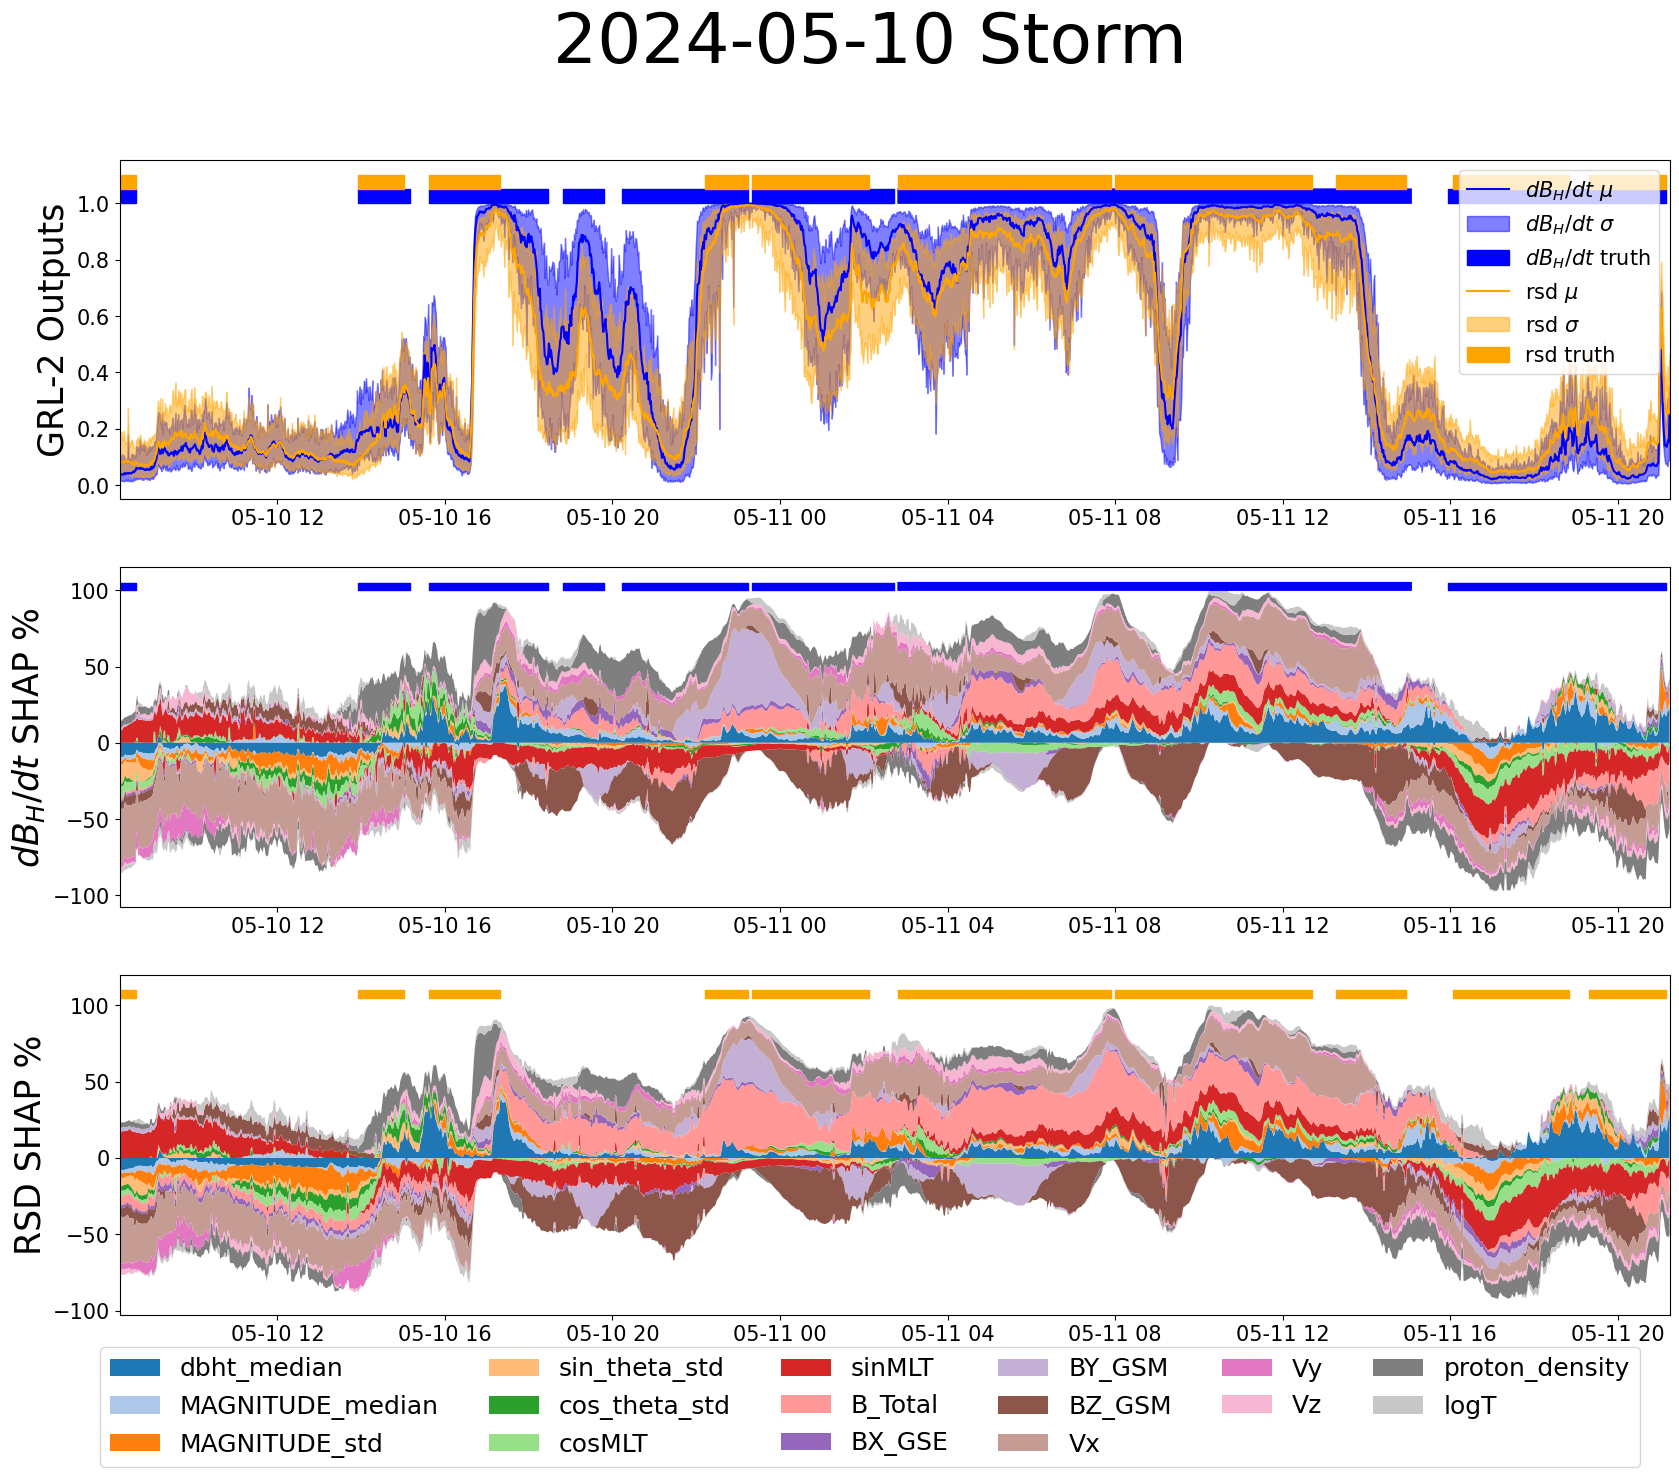 2024-05-10 Storm
GRL-2 Outputs
1.0
0.8
0.6
0.4
0.2
0.0
dB_H/dt μ
dB_H/dt σ
dB_H/dt truth
rsd μ
rsd σ
rsd truth
05-10 12 05-10 16 05-10 20 05-11 00 05-11 04 05-11 08 05-11 12 05-11 16 05-11 20
dB_H/dt SHAP %
100
50
0
−50
−100
05-10 12 05-10 16 05-10 20 05-11 00 05-11 04 05-11 08 05-11 12 05-11 16 05-11 20
RSD SHAP %
100
50
0
−50
−100
05-10 12 05-10 16 05-10 20 05-11 00 05-11 04 05-11 08 05-11 12 05-11 16 05-11 20
dbht_median sin_theta_std sinMLT BY_GSM Vy proton_density
MAGNITUDE_median cos_theta_std B_Total BZ_GSM Vz logT
MAGNITUDE_std cosMLT BX_GSE Vx